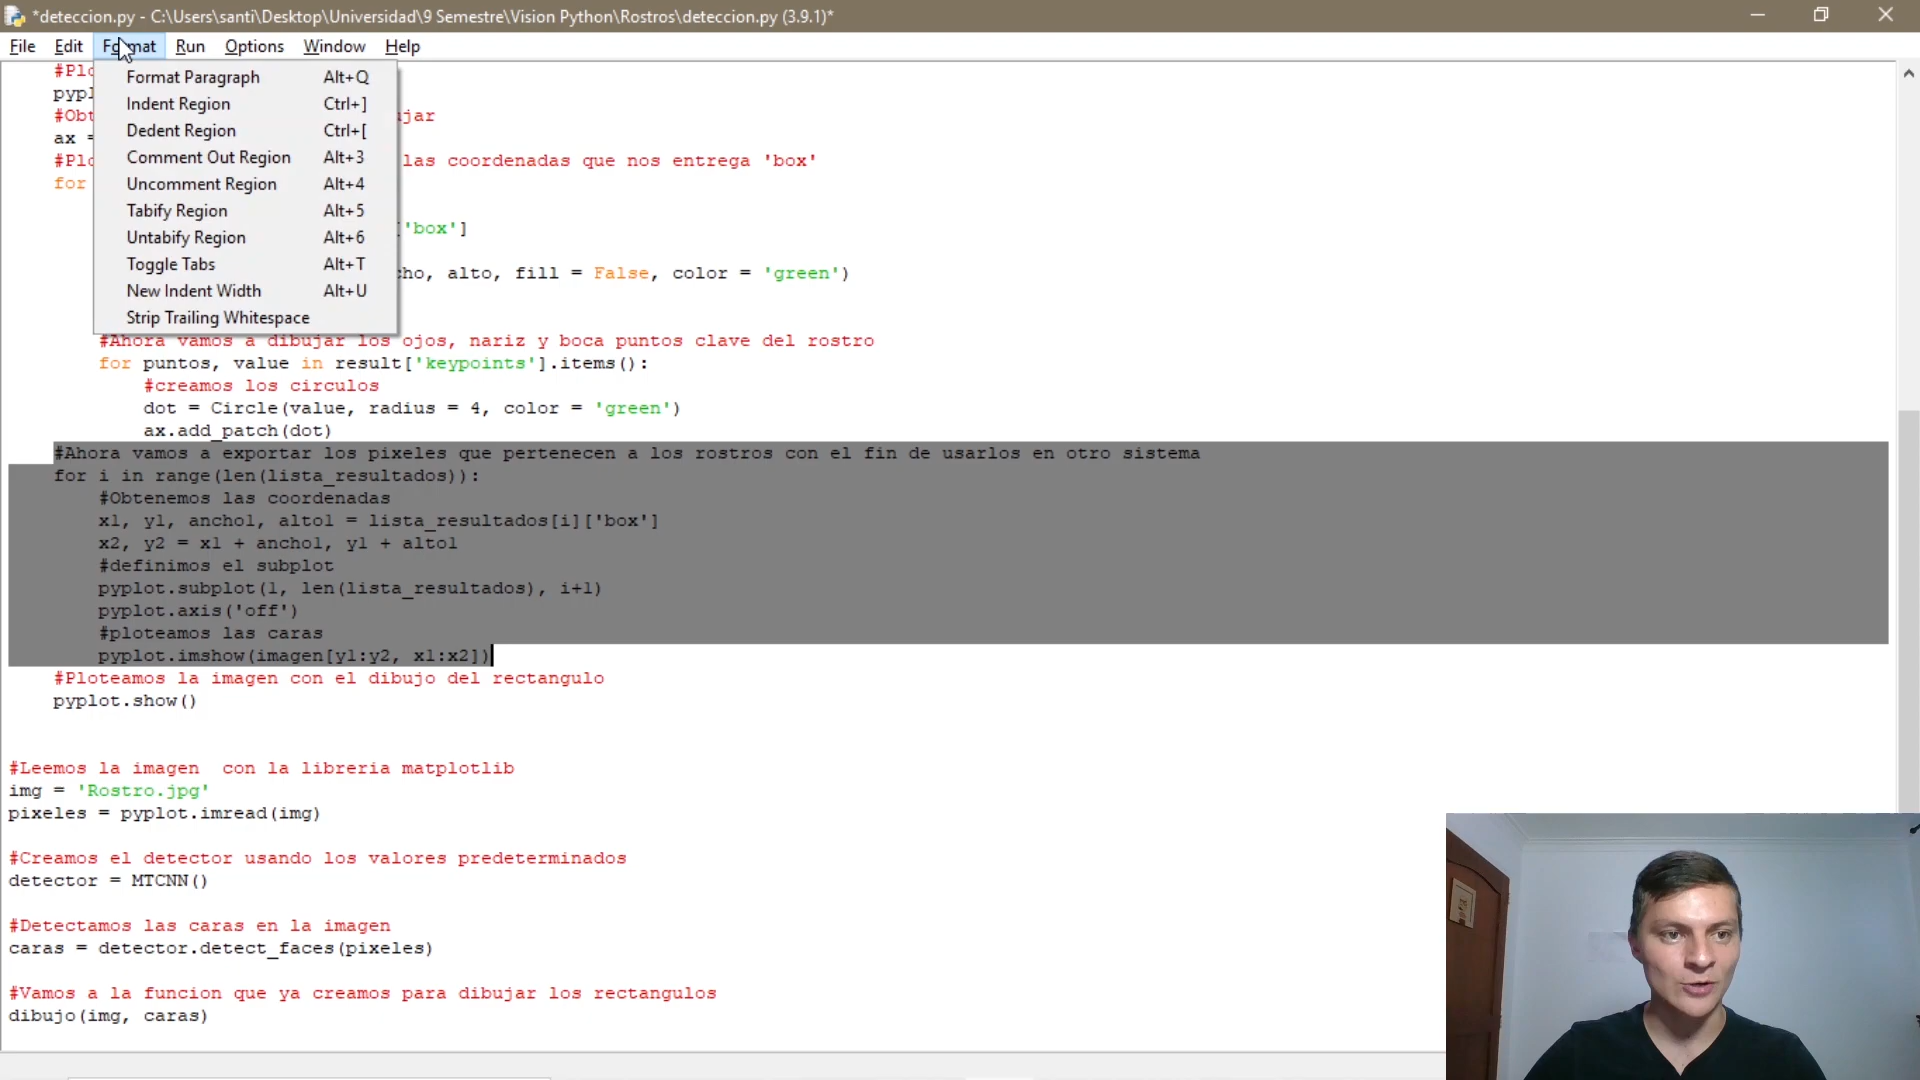 *deteccion.py - C:\Users\santi\Desktop\Universidad\9 Semestre\Vision Python\Rostros\deteccion.py (3.9.1)*
File Edit Format Run Options Window Help
Format Paragraph Alt+Q
Indent Region Ctrl+]
Dedent Region Ctrl+[
Comment Out Region Alt+3
Uncomment Region Alt+4
Tabify Region Alt+5
Untabify Region Alt+6
Toggle Tabs Alt+T
New Indent Width Alt+U
Strip Trailing Whitespace
ax =
las coordenadas que nos entrega 'box'
for
'box']
alto, fill = False, color = 'green')
#Ahora vamos a dibujar los ojos, nariz y boca puntos clave del rostro
for puntos, value in result['keypoints'].items():
#creamos los circulos
dot = Circle(value, radius = 4, color = 'green')
ax.add_patch(dot)
#Ahora vamos a exportar los pixeles que pertenecen a los rostros con el fin de usarlos en otro sistema
for i in range(len(lista_resultados)):
#Obtenemos las coordenadas
x1, y1, ancho1, alto1 = lista_resultados[i]['box']
x2, y2 = x1 + ancho1, y1 + alto1
#definimos el subplot
pyplot.subplot(1, len(lista_resultados), i+1)
pyplot.axis('off')
#ploteamos las caras
pyplot.imshow(imagen[y1:y2, x1:x2])
#Ploteamos la imagen con el dibujo del rectangulo
pyplot.show()
#Leemos la imagen  con la libreria matplotlib
img = 'Rostro.jpg'
pixeles = pyplot.imread(img)
#Creamos el detector usando los valores predeterminados
detector = MTCNN()
#Detectamos las caras en la imagen
caras = detector.detect_faces(pixeles)
#Vamos a la funcion que ya creamos para dibujar los rectangulos
dibujo(img, caras)